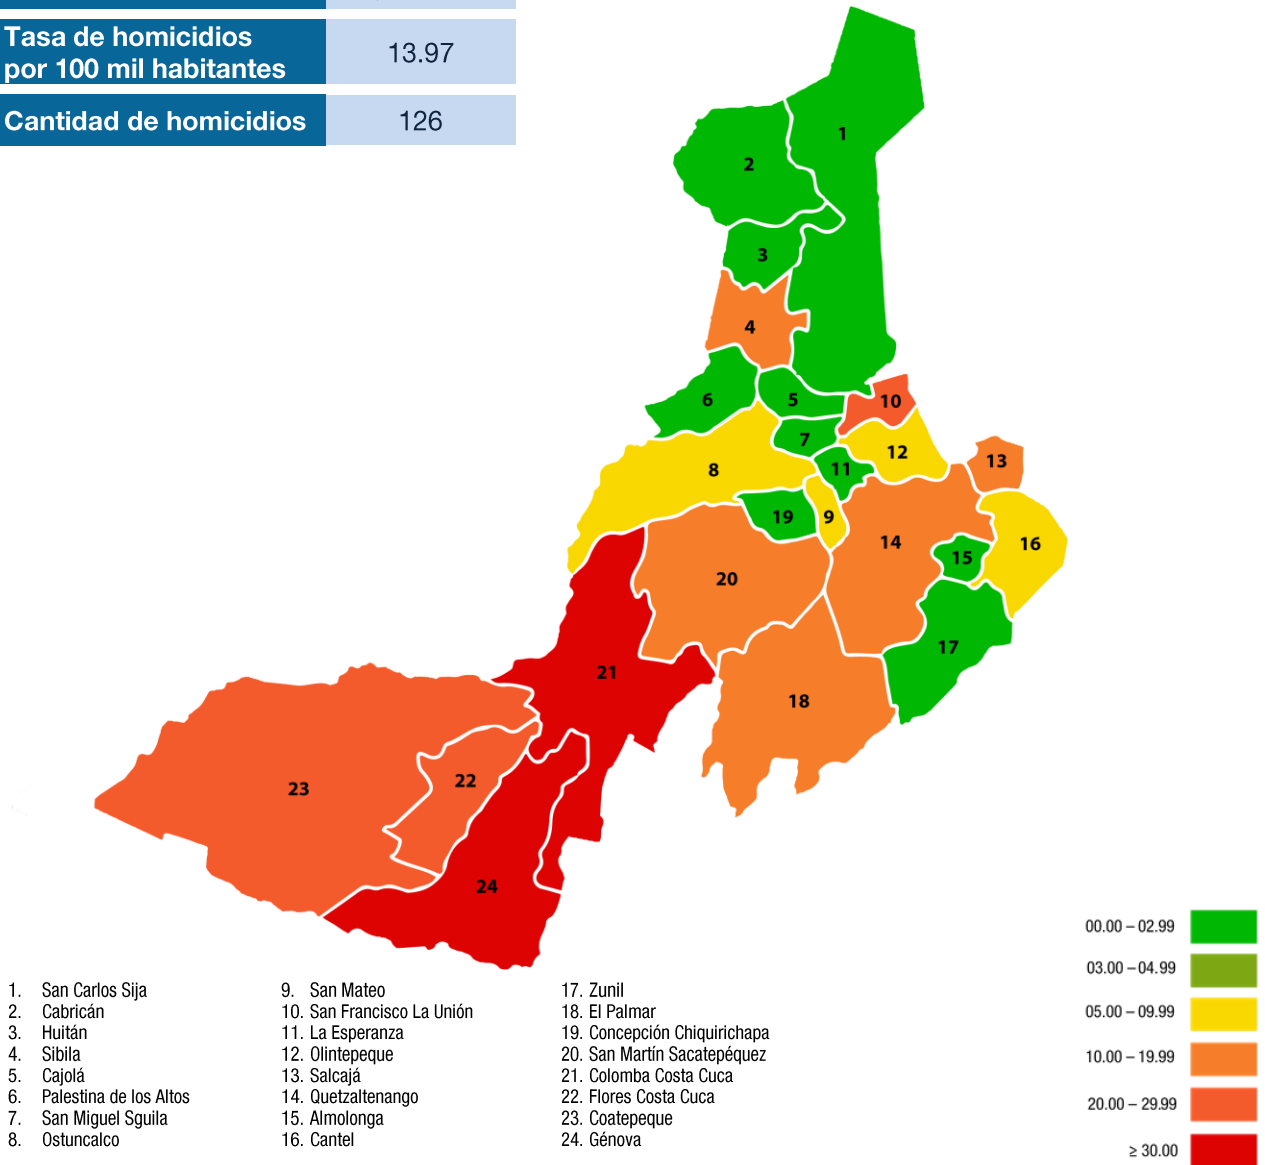 Tasa de homicidios
por 100 mil habitantes
13.97
Cantidad de homicidios
126
1
2
3
4
5
6
7
8
9
10
11
12
13
14
15
16
17
18
19
20
21
22
23
24
00.00 – 02.99
03.00 – 04.99
05.00 – 09.99
10.00 – 19.99
20.00 – 29.99
≥ 30.00
1. San Carlos Sija
2. Cabricán
3. Huitán
4. Sibila
5. Cajolá
6. Palestina de los Altos
7. San Miguel Sguila
8. Ostuncalco
9. San Mateo
10. San Francisco La Unión
11. La Esperanza
12. Olintepeque
13. Salcajá
14. Quetzaltenango
15. Almolonga
16. Cantel
17. Zunil
18. El Palmar
19. Concepción Chiquirichapa
20. San Martín Sacatepéquez
21. Colomba Costa Cuca
22. Flores Costa Cuca
23. Coatepeque
24. Génova